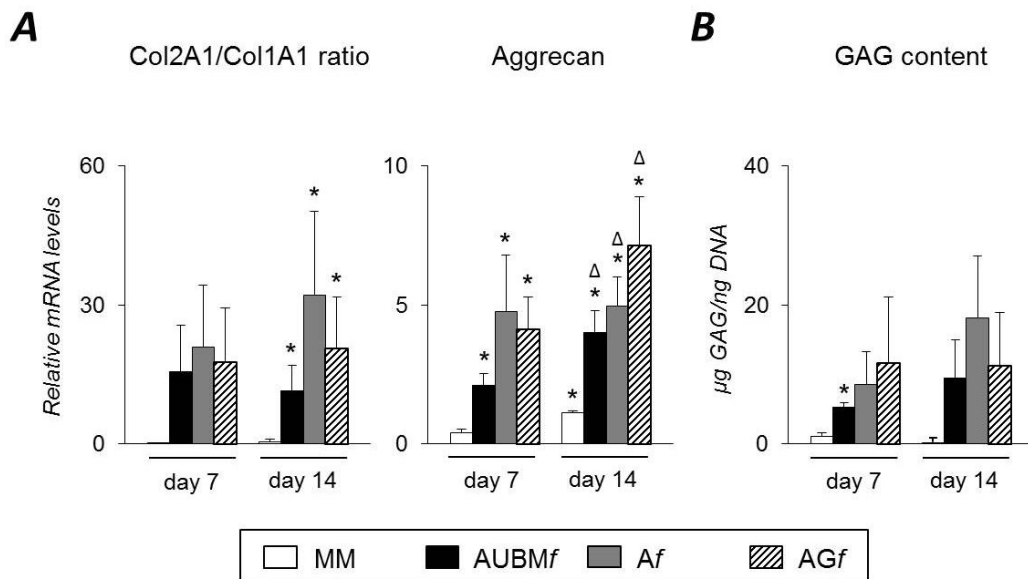 A
B
Col2A1/Col1A1 ratio
Aggrecan
GAG content
Relative mRNA levels
60
30
0
*
*
*
day 7
day 14
10
5
0
*
*
*
*
Δ
*
Δ
*
Δ
*
day 7
day 14
µg GAG/ng DNA
40
20
0
*
day 7
day 14
MM AUBMf Af AGf